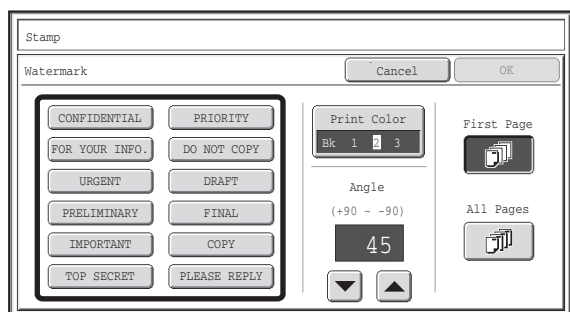 Stamp
Watermark
Cancel
OK
CONFIDENTIAL
PRIORITY
FOR YOUR INFO.
DO NOT COPY
URGENT
DRAFT
PRELIMINARY
FINAL
IMPORTANT
COPY
TOP SECRET
PLEASE REPLY
Print Color
Bk 1 2 3
Angle
(+90 ~ -90)
45
First Page
All Pages